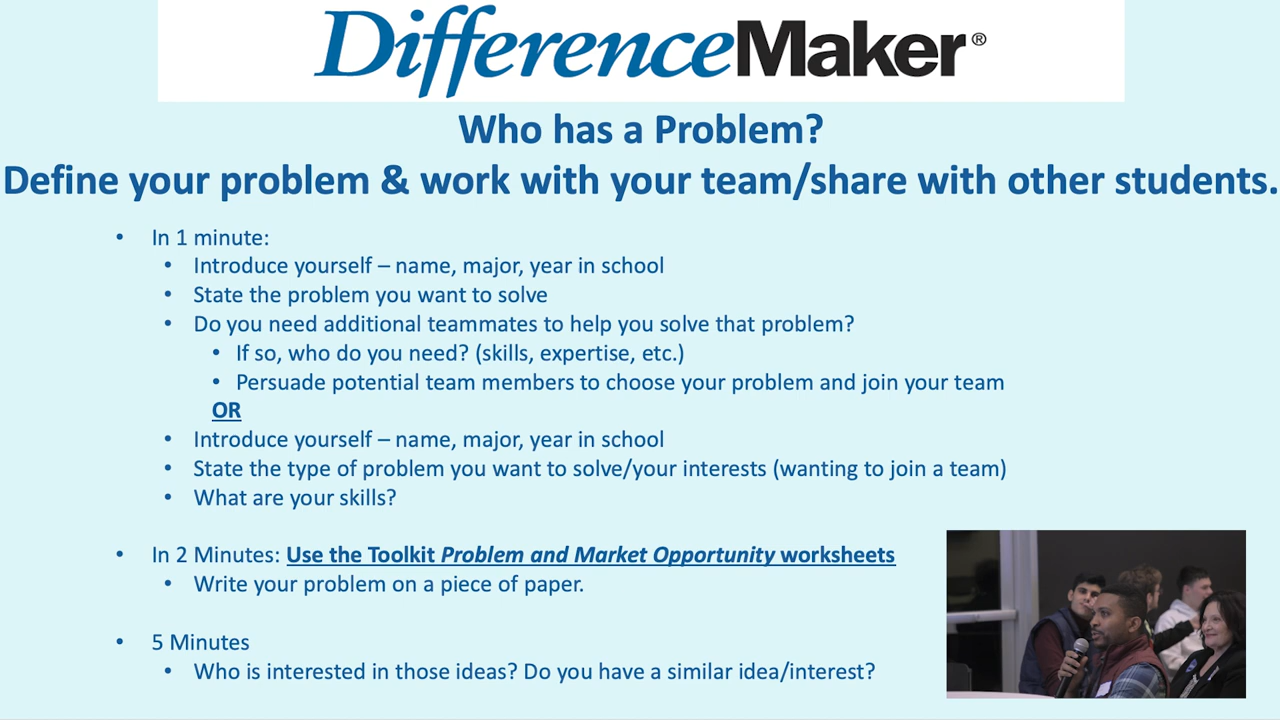 DifferenceMaker®
Who has a Problem?
Define your problem & work with your team/share with other students.
• In 1 minute:
• Introduce yourself – name, major, year in school
• State the problem you want to solve
• Do you need additional teammates to help you solve that problem?
• If so, who do you need? (skills, expertise, etc.)
• Persuade potential team members to choose your problem and join your team
OR
• Introduce yourself – name, major, year in school
• State the type of problem you want to solve/your interests (wanting to join a team)
• What are your skills?
• In 2 Minutes: Use the Toolkit Problem and Market Opportunity worksheets
• Write your problem on a piece of paper.
• 5 Minutes
• Who is interested in those ideas? Do you have a similar idea/interest?